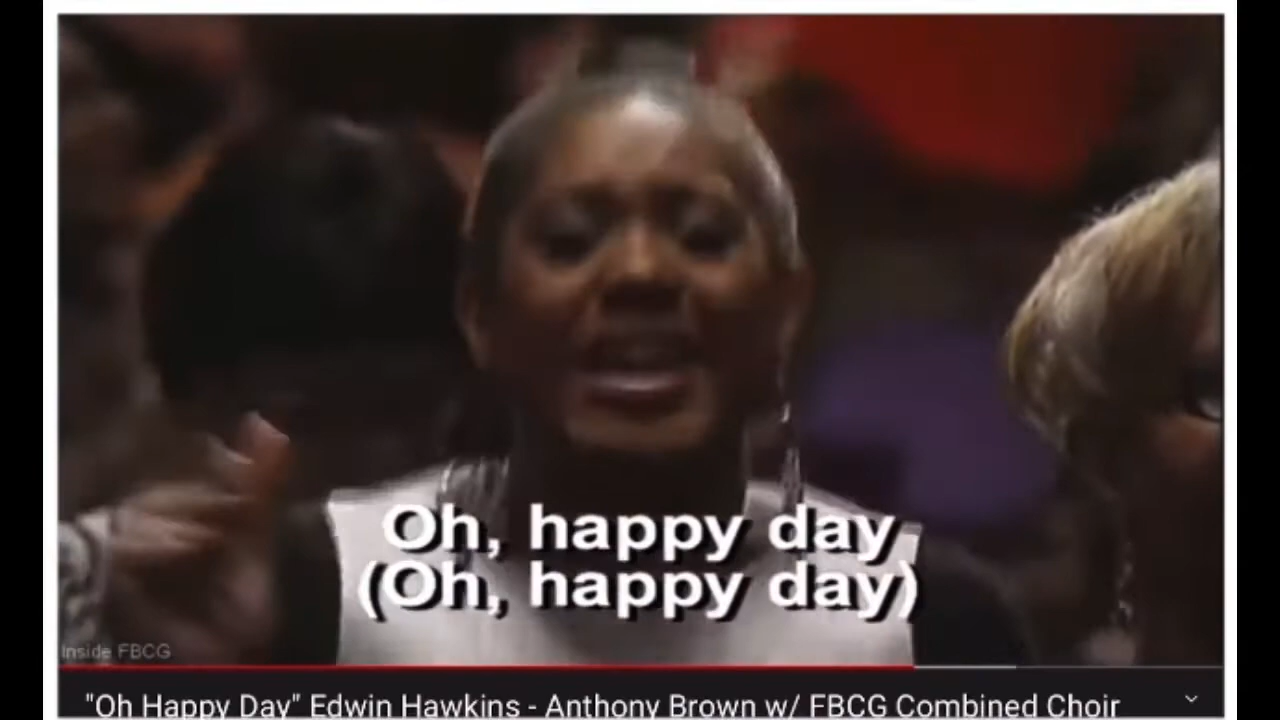 Oh, happy day
(Oh, happy day)
Inside FBCG
"Oh Happy Day" Edwin Hawkins - Anthony Brown w/ FBCG Combined Choir